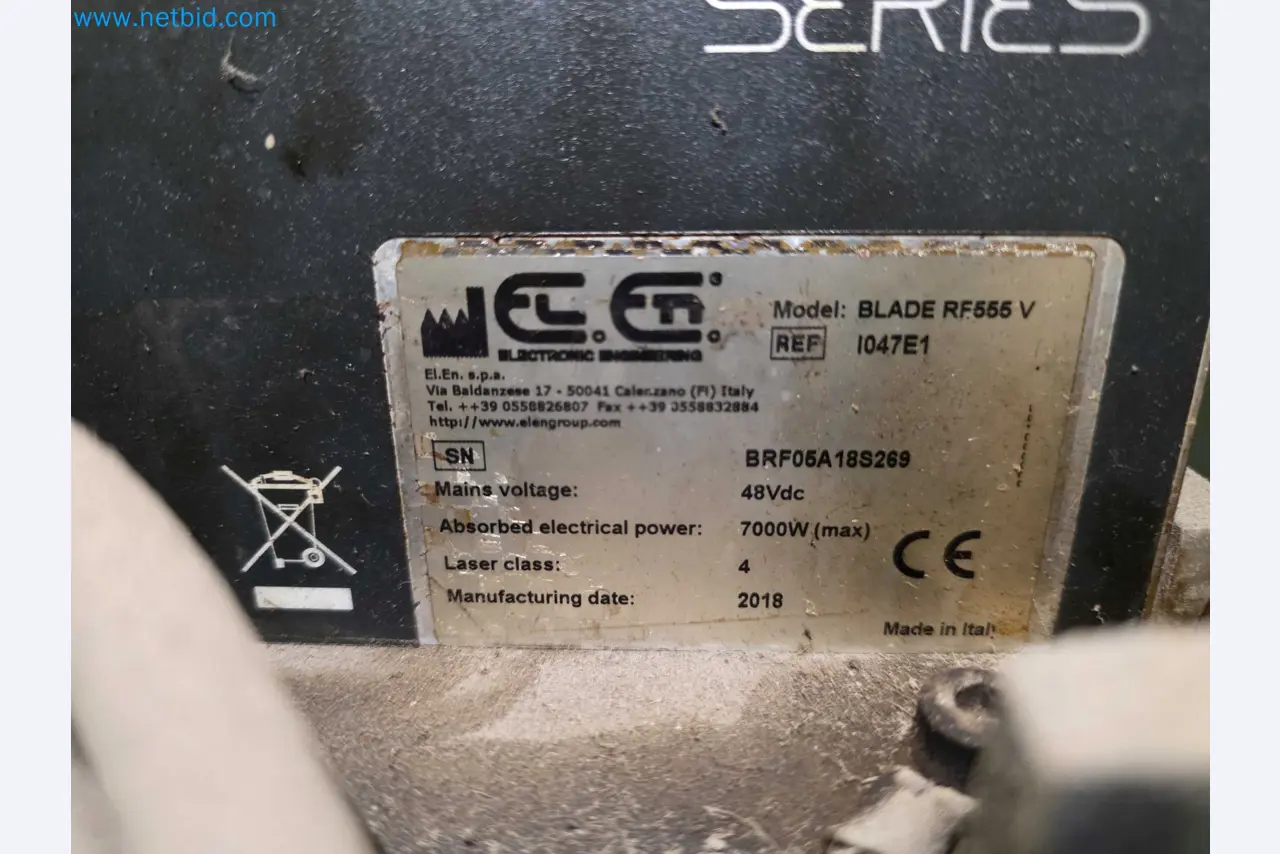 www.netbid.com
SERIES
EL.En.
ELECTRONIC ENGINEERING
Model: BLADE RF555 V
REF I047E1
El.En. s.p.a.
Via Baldanzese 17 - 50041 Calenzano (FI) Italy
Tel. ++39 0558826807 Fax ++39 0558832884
http://www.elengroup.com
SN BRF05A18S269
Mains voltage: 48Vdc
Absorbed electrical power: 7000W (max)
Laser class: 4
Manufacturing date: 2018
CE
Made in Italy